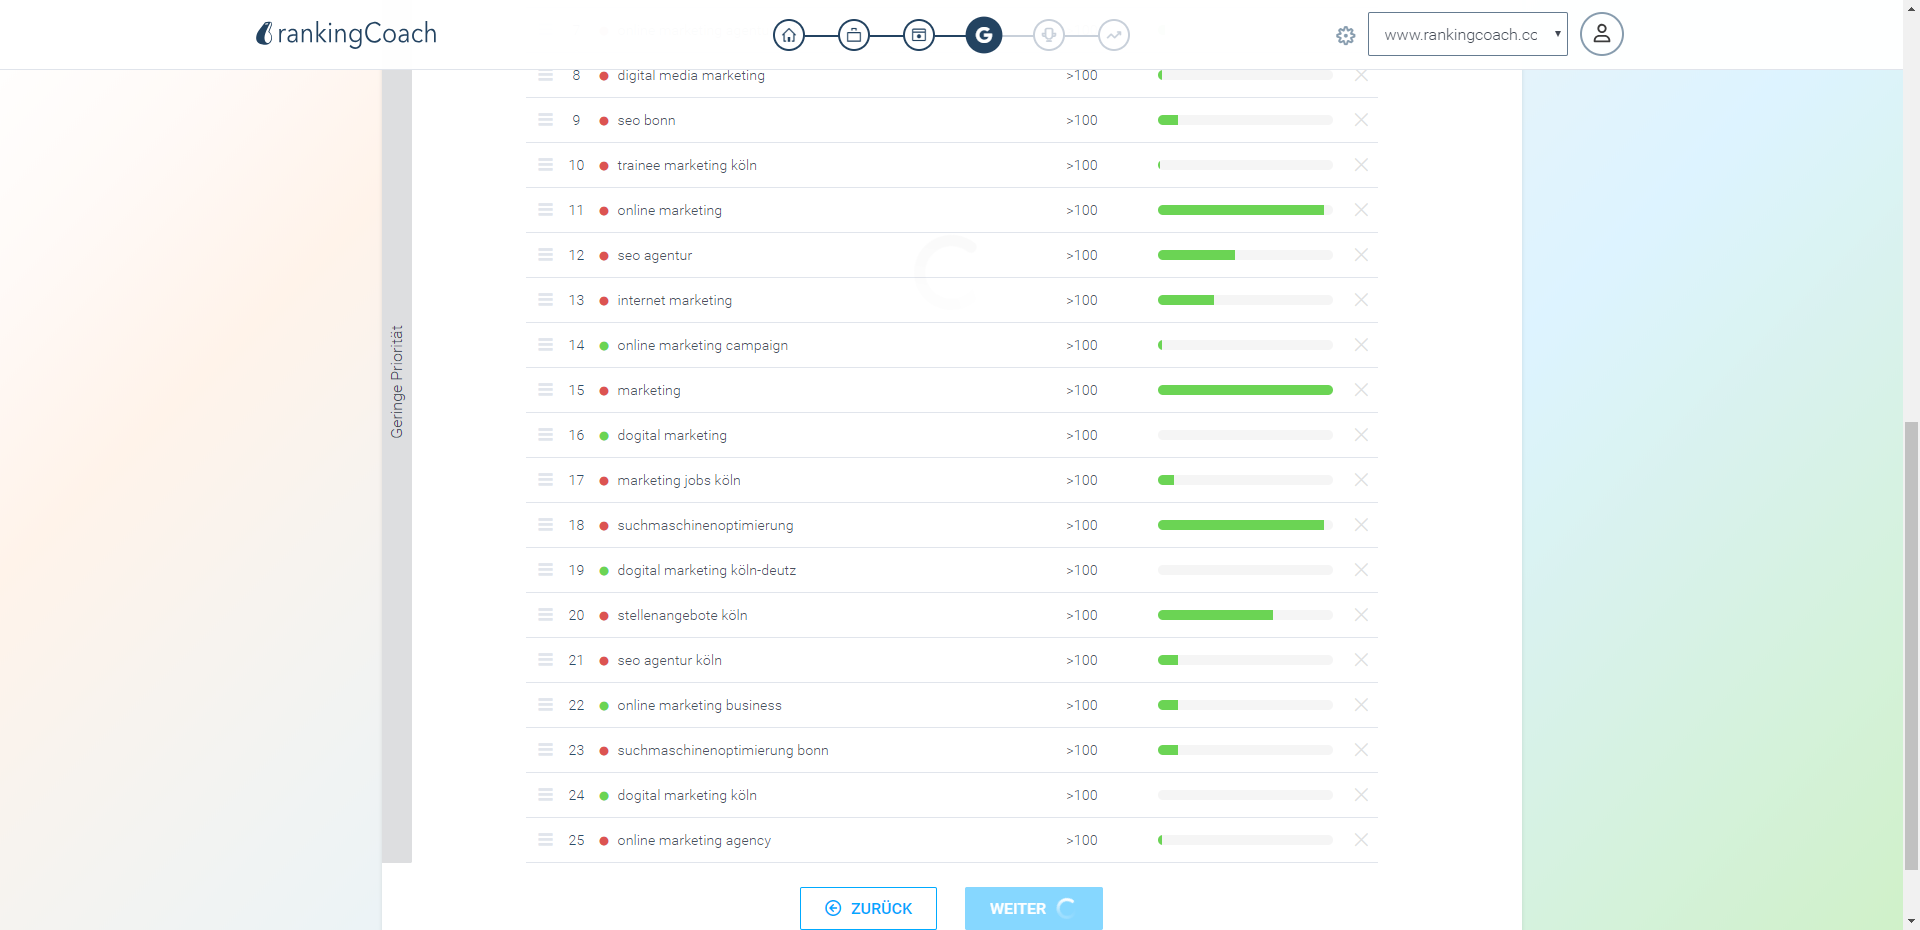 rankingCoach
G
www.rankingcoach.cc
8 digital media marketing >100
9 seo bonn >100
10 trainee marketing köln >100
11 online marketing >100
12 seo agentur >100
13 internet marketing >100
14 online marketing campaign >100
15 marketing >100
16 dogital marketing >100
17 marketing jobs köln >100
18 suchmaschinenoptimierung >100
19 dogital marketing köln-deutz >100
20 stellenangebote köln >100
21 seo agentur köln >100
22 online marketing business >100
23 suchmaschinenoptimierung bonn >100
24 dogital marketing köln >100
25 online marketing agency >100
Geringe Priorität
ZURÜCK
WEITER